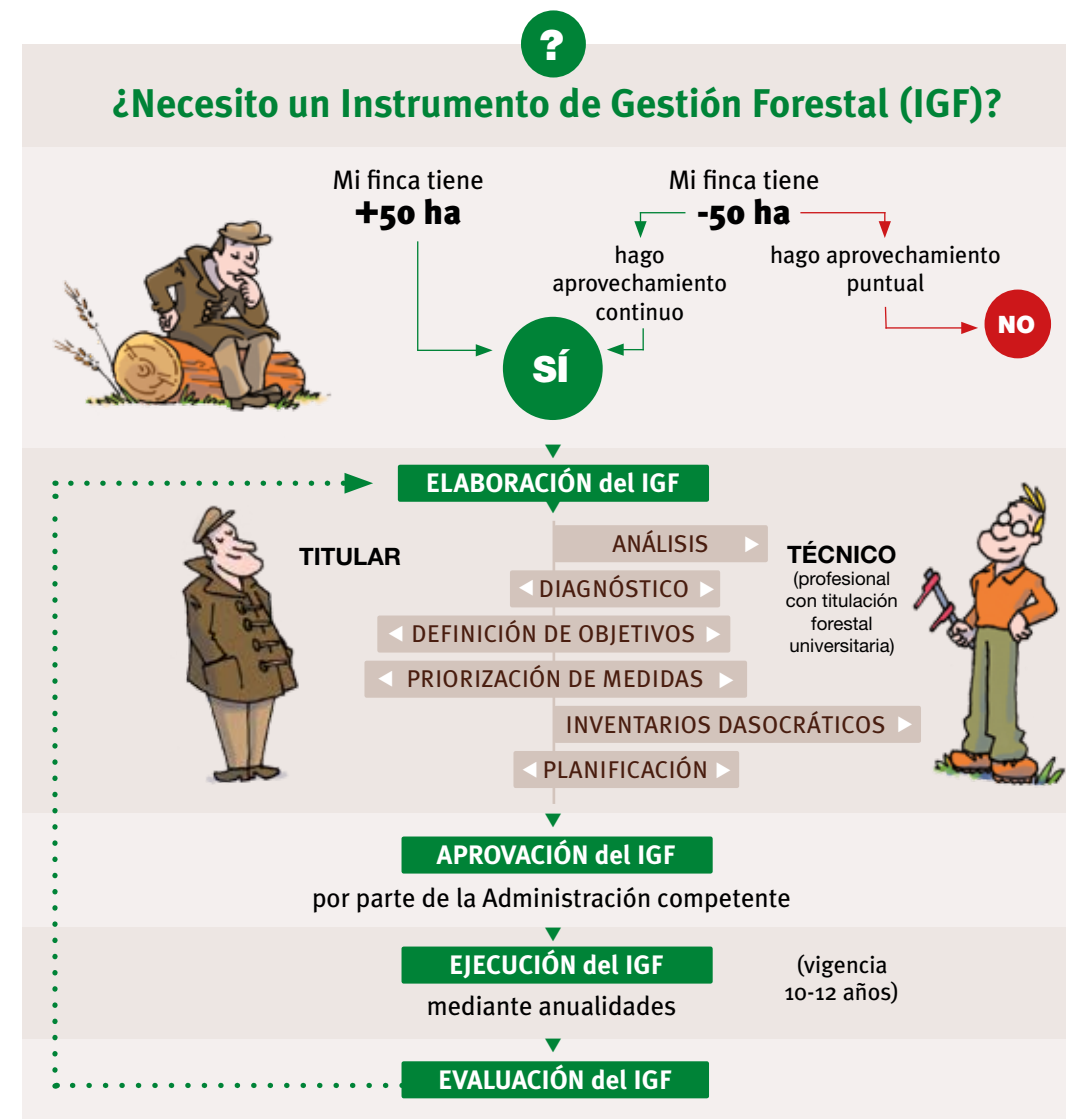 ?
¿Necesito un Instrumento de Gestión Forestal (IGF)?
Mi finca tiene
+50 ha
Mi finca tiene
-50 ha
hago
aprovechamiento
continuo
hago aprovechamiento
puntual
NO
SÍ
ELABORACIÓN del IGF
TITULAR
ANÁLISIS
DIAGNÓSTICO
DEFINICIÓN DE OBJETIVOS
PRIORIZACIÓN DE MEDIDAS
INVENTARIOS DASOCRÁTICOS
PLANIFICACIÓN
TÉCNICO
(profesional
con titulación
forestal
universitaria)
APROVACIÓN del IGF
por parte de la Administración competente
EJECUCIÓN del IGF
mediante anualidades
(vigencia
10-12 años)
EVALUACIÓN del IGF